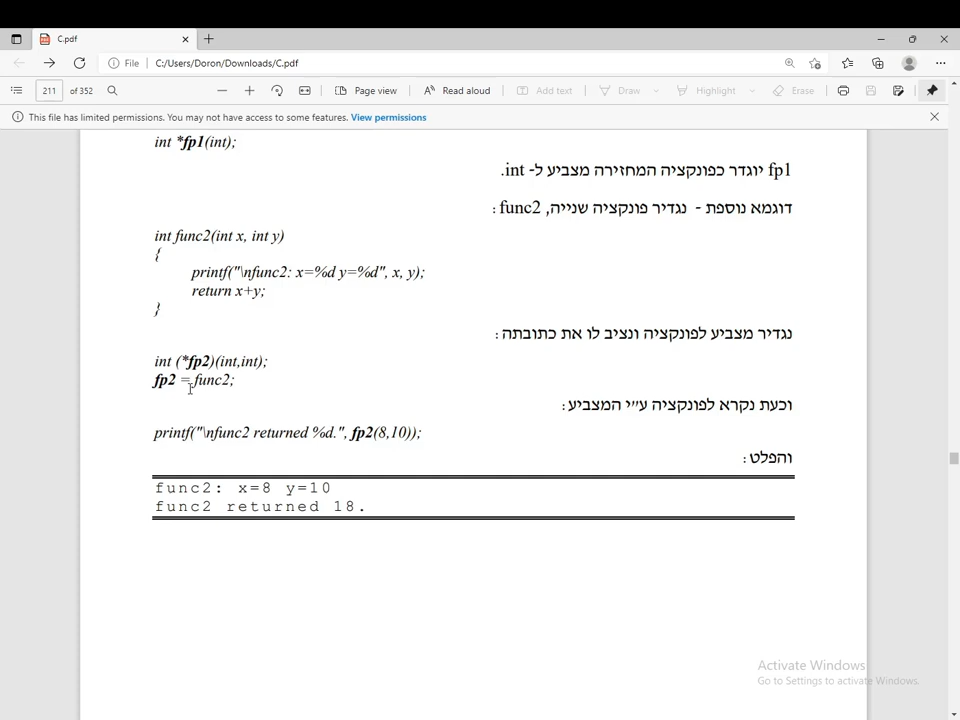 C.pdf
File
C:/Users/Doron/Downloads/C.pdf
211 of 352
Page view
Read aloud
Add text
Draw
Highlight
Erase
This file has limited permissions. You may not have access to some features. View permissions
int *fp1(int);
fp1 יוגדר כפונקציה המחזירה מצביע ל- int.
דוגמא נוספת - נגדיר פונקציה שנייה, func2 :
int func2(int x, int y)
{
printf("\nfunc2: x=%d y=%d", x, y);
return x+y;
}
נגדיר מצביע לפונקציה ונציב לו את כתובתה :
int (*fp2)(int,int);
fp2 = func2;
וכעת נקרא לפונקציה ע״י המצביע :
printf("\nfunc2 returned %d.", fp2(8,10));
והפלט :
func2: x=8 y=10
func2 returned 18.
Activate Windows
Go to Settings to activate Windows.